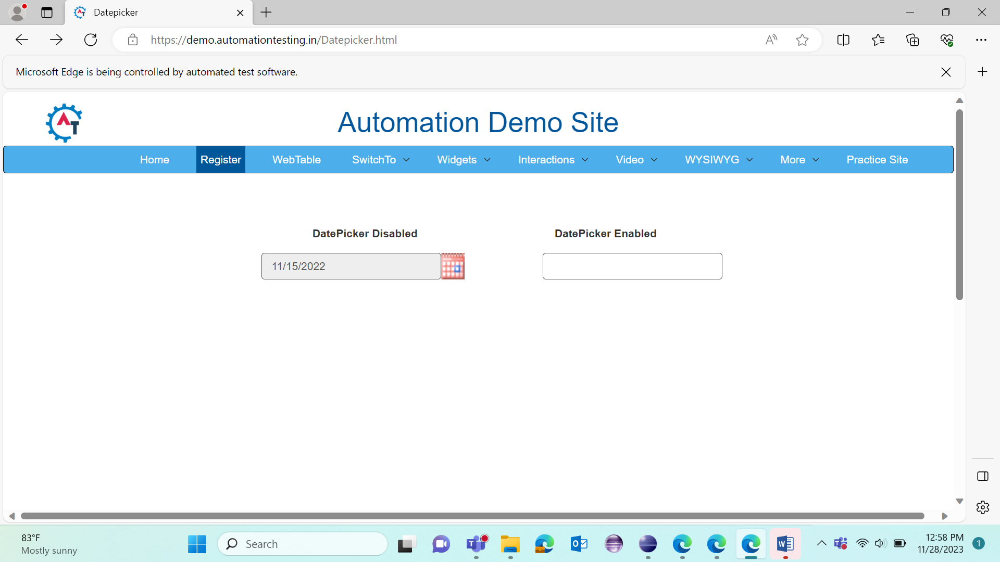 Datepicker
https://demo.automationtesting.in/Datepicker.html
Microsoft Edge is being controlled by automated test software.
AT
Automation Demo Site
Home Register WebTable SwitchTo Widgets Interactions Video WYSIWYG More Practice Site
DatePicker Disabled DatePicker Enabled
11/15/2022
83°F
Mostly sunny
Search
12:58 PM
11/28/2023
1